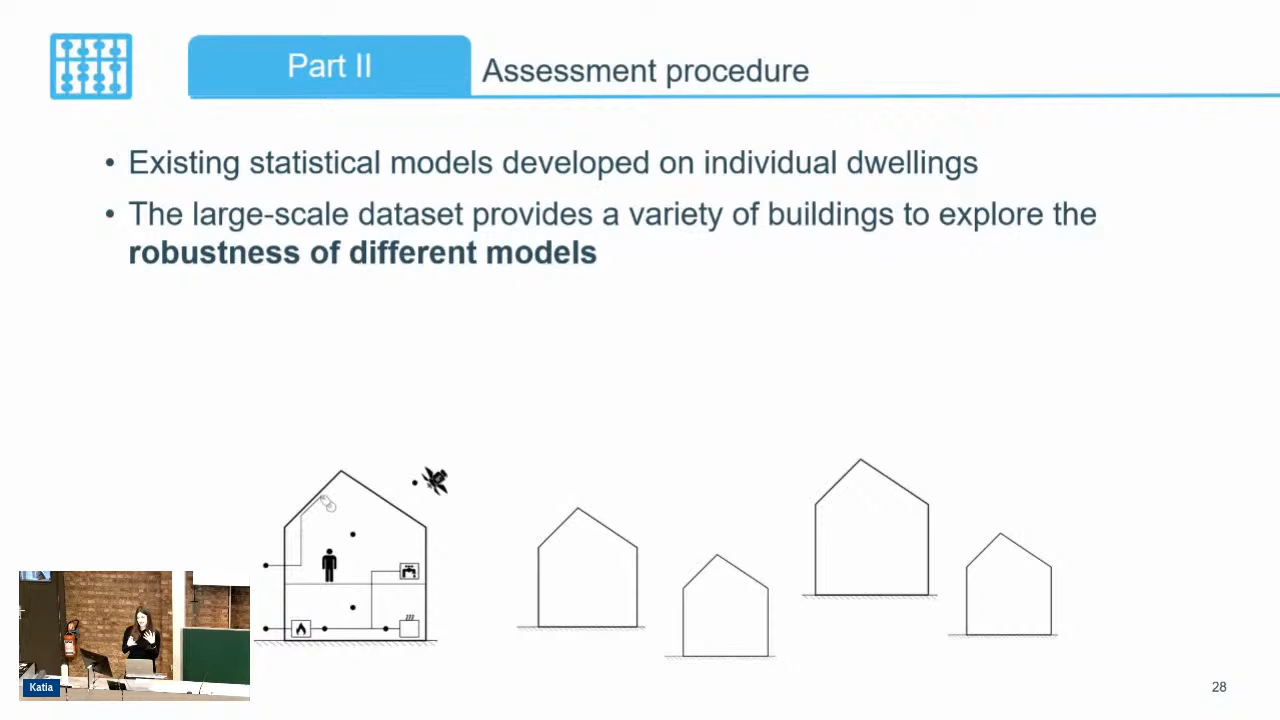 Part II
Assessment procedure
• Existing statistical models developed on individual dwellings
• The large-scale dataset provides a variety of buildings to explore the
robustness of different models
Katia
28